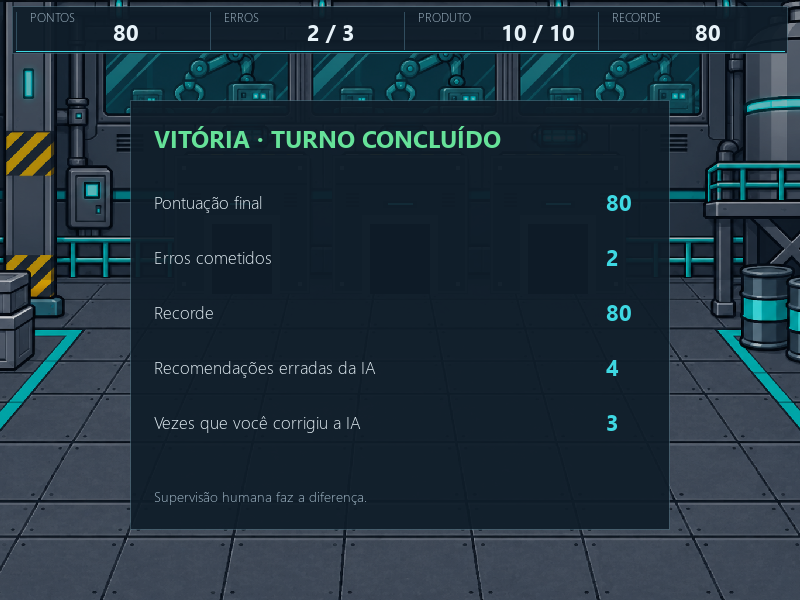 PONTOS
80
ERROS
2 / 3
PRODUTO
10 / 10
RECORDE
80
VITÓRIA · TURNO CONCLUÍDO
Pontuação final 80
Erros cometidos 2
Recorde 80
Recomendações erradas da IA 4
Vezes que você corrigiu a IA 3
Supervisão humana faz a diferença.